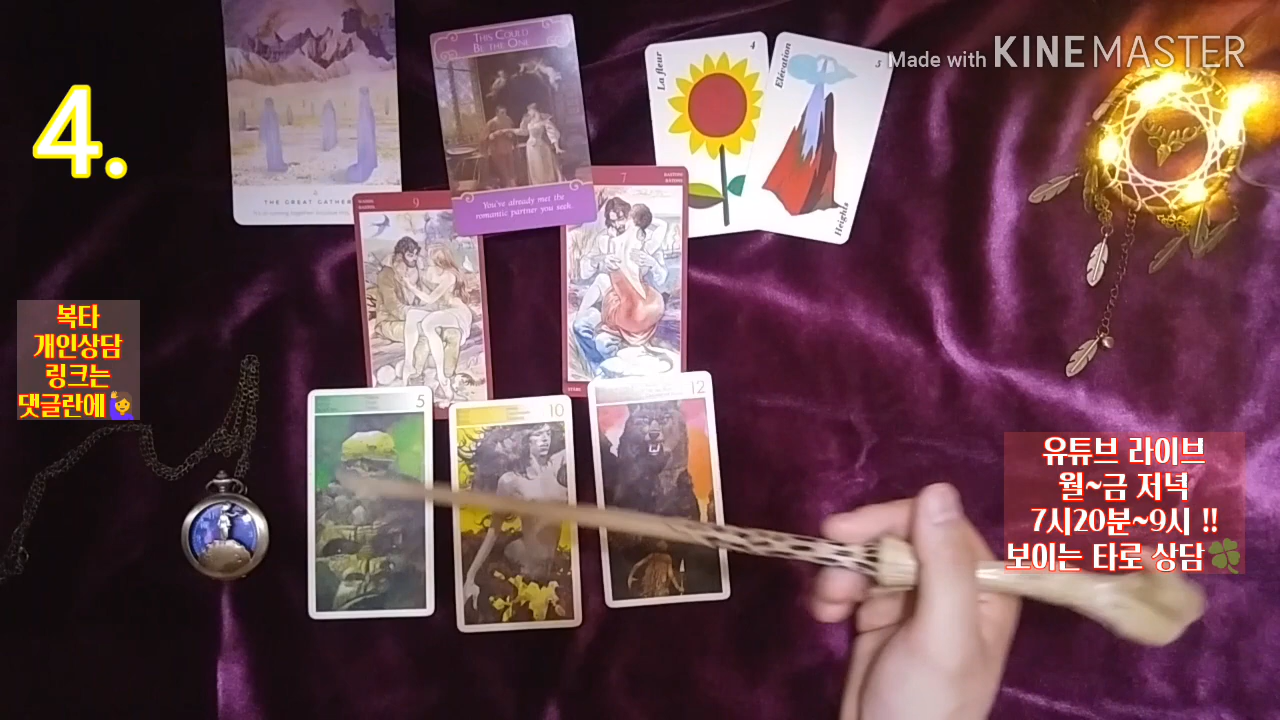 4.
Made with KINEMASTER
THIS COULD
BE THE ONE
You've already met the
romantic partner you seek.
THE GREAT GATHER
4
La fleur
5
Elévation
Heights
9
7
복타
개인상담
링크는
댓글란에🙋
5
10
12
유튜브 라이브
월~금 저녁
7시20분~9시 !!
보이는 타로 상담🍀